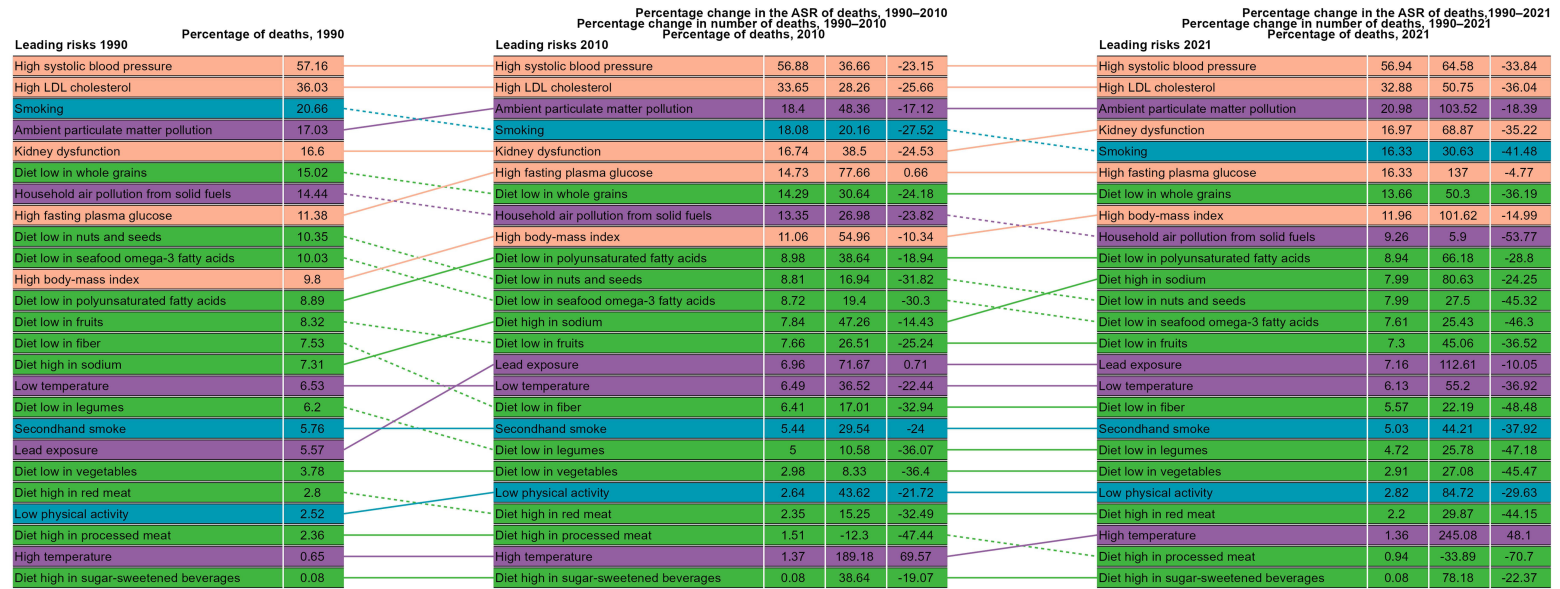 Percentage change in the ASR of deaths, 1990–2010 Percentage change in the ASR of deaths,1990–2021
Percentage change in number of deaths, 1990–2010 Percentage change in number of deaths, 1990–2021
Percentage of deaths, 1990 Percentage of deaths, 2010 Percentage of deaths, 2021
Leading risks 1990 Leading risks 2010 Leading risks 2021
High systolic blood pressure 57.16 High systolic blood pressure 56.88 36.66 -23.15 High systolic blood pressure 56.94 64.58 -33.84
High LDL cholesterol 36.03 High LDL cholesterol 33.65 28.26 -25.66 High LDL cholesterol 32.88 50.75 -36.04
Smoking 20.66 Ambient particulate matter pollution 18.4 48.36 -17.12 Ambient particulate matter pollution 20.98 103.52 -18.39
Ambient particulate matter pollution 17.03 Smoking 18.08 20.16 -27.52 Kidney dysfunction 16.97 68.87 -35.22
Kidney dysfunction 16.6 Kidney dysfunction 16.74 38.5 -24.53 Smoking 16.33 30.63 -41.48
Diet low in whole grains 15.02 High fasting plasma glucose 14.73 77.66 0.66 High fasting plasma glucose 16.33 137 -4.77
Household air pollution from solid fuels 14.44 Diet low in whole grains 14.29 30.64 -24.18 Diet low in whole grains 13.66 50.3 -36.19
High fasting plasma glucose 11.38 Household air pollution from solid fuels 13.35 26.98 -23.82 High body-mass index 11.96 101.62 -14.99
Diet low in nuts and seeds 10.35 High body-mass index 11.06 54.96 -10.34 Household air pollution from solid fuels 9.26 5.9 -53.77
Diet low in seafood omega-3 fatty acids 10.03 Diet low in polyunsaturated fatty acids 8.98 38.64 -18.94 Diet low in polyunsaturated fatty acids 8.94 66.18 -28.8
High body-mass index 9.8 Diet low in nuts and seeds 8.81 16.94 -31.82 Diet high in sodium 7.99 80.63 -24.25
Diet low in polyunsaturated fatty acids 8.89 Diet low in seafood omega-3 fatty acids 8.72 19.4 -30.3 Diet low in nuts and seeds 7.99 27.5 -45.32
Diet low in fruits 8.32 Diet high in sodium 7.84 47.26 -14.43 Diet low in seafood omega-3 fatty acids 7.61 25.43 -46.3
Diet low in fiber 7.53 Diet low in fruits 7.66 26.51 -25.24 Diet low in fruits 7.3 45.06 -36.52
Diet high in sodium 7.31 Lead exposure 6.96 71.67 0.71 Lead exposure 7.16 112.61 -10.05
Low temperature 6.53 Low temperature 6.49 36.52 -22.44 Low temperature 6.13 55.2 -36.92
Diet low in legumes 6.2 Diet low in fiber 6.41 17.01 -32.94 Diet low in fiber 5.57 22.19 -48.48
Secondhand smoke 5.76 Secondhand smoke 5.44 29.54 -24 Secondhand smoke 5.03 44.21 -37.92
Lead exposure 5.57 Diet low in legumes 5 10.58 -36.07 Diet low in legumes 4.72 25.78 -47.18
Diet low in vegetables 3.78 Diet low in vegetables 2.98 8.33 -36.4 Diet low in vegetables 2.91 27.08 -45.47
Diet high in red meat 2.8 Low physical activity 2.64 43.62 -21.72 Low physical activity 2.82 84.72 -29.63
Low physical activity 2.52 Diet high in red meat 2.35 15.25 -32.49 Diet high in red meat 2.2 29.87 -44.15
Diet high in processed meat 2.36 Diet high in processed meat 1.51 -12.3 -47.44 High temperature 1.36 245.08 48.1
High temperature 0.65 High temperature 1.37 189.18 69.57 Diet high in processed meat 0.94 -33.89 -70.7
Diet high in sugar-sweetened beverages 0.08 Diet high in sugar-sweetened beverages 0.08 38.64 -19.07 Diet high in sugar-sweetened beverages 0.08 78.18 -22.37